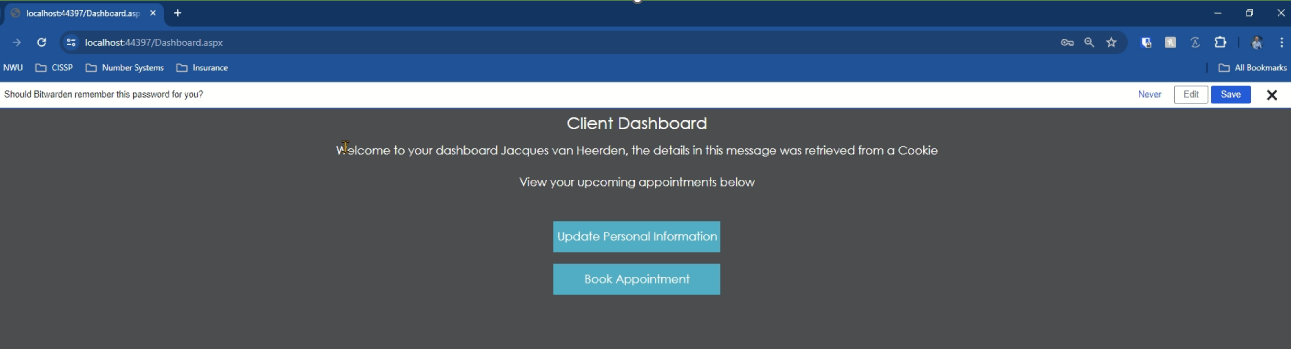 localhost:44397/Dashboard.asp
localhost:44397/Dashboard.aspx
NWU CISSP Number Systems Insurance All Bookmarks
Should Bitwarden remember this password for you? Never Edit Save
Client Dashboard
Welcome to your dashboard Jacques van Heerden, the details in this message was retrieved from a Cookie
View your upcoming appointments below
Update Personal Information
Book Appointment